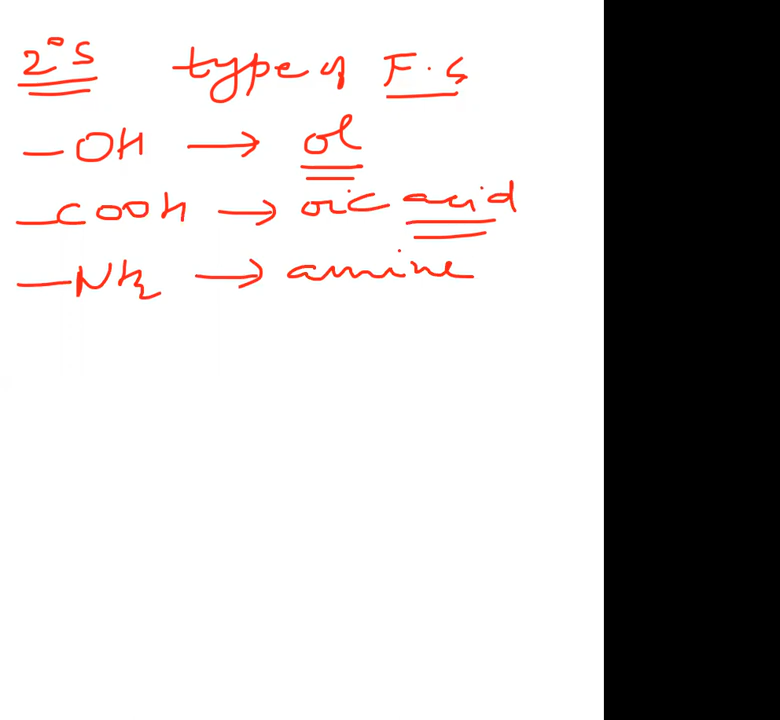 2°S type of F.G
—OH → ol
—COOH → oic acid
—NH₂ → amine